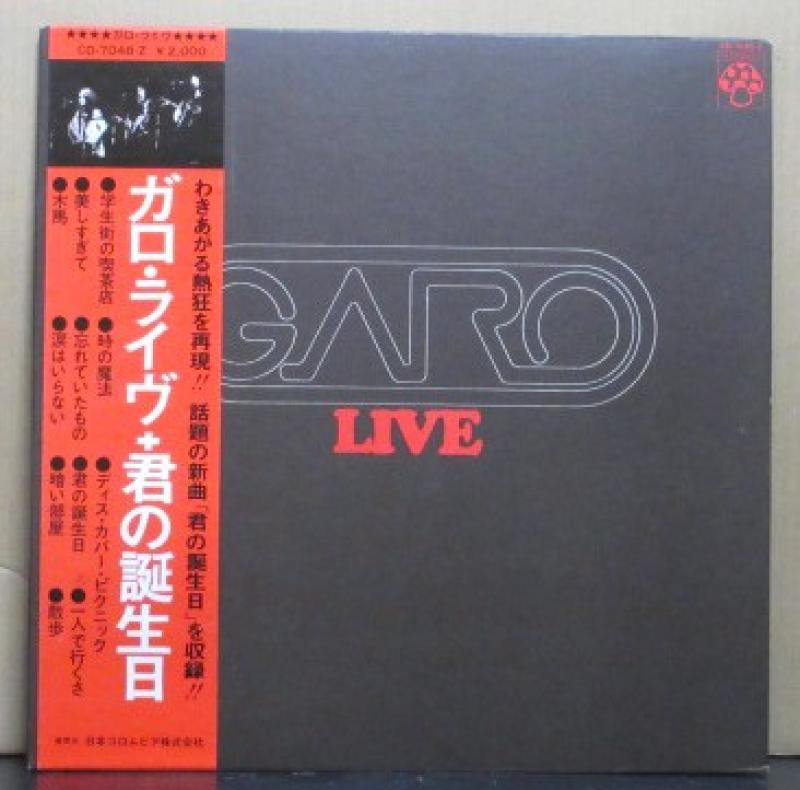 ★★★★ガロ・ライヴ★★★★
CD-7048-Z ¥2,000
わきあがる熱狂を再現!! 話題の新曲「君の誕生日」を収録!!
ガロ・ライヴ+君の誕生日
●学生街の喫茶店
●美しすぎて
●木馬
●時の魔法
●忘れていたもの
●涙はいらない
●ディス・カバー・ピクニック
●君の誕生日
●暗い部屋
●一人で行くさ
●散歩
日本コロムビア株式会社
GARO
LIVE